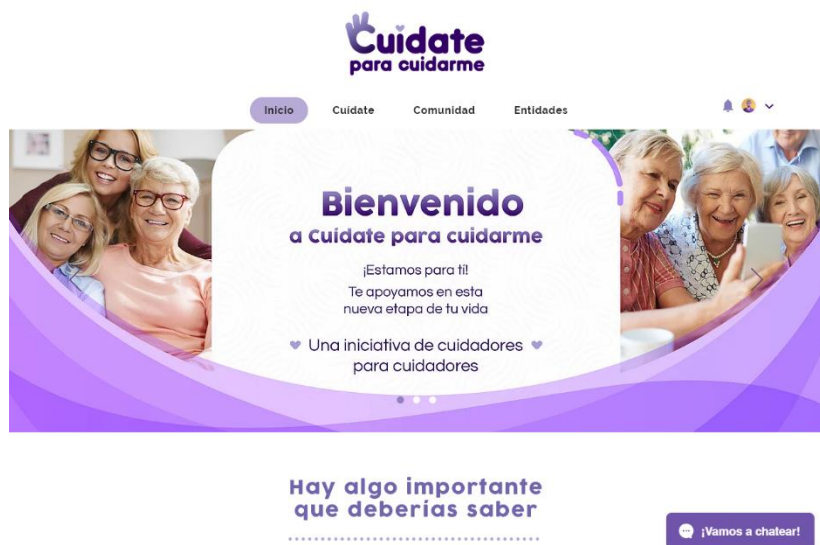 Cuídate
para cuidarme
Inicio Cuídate Comunidad Entidades
Bienvenido
a Cuídate para cuidarme
¡Estamos para tí!
Te apoyamos en esta
nueva etapa de tu vida
Una iniciativa de cuidadores
para cuidadores
Hay algo importante
que deberías saber
¡Vamos a chatear!